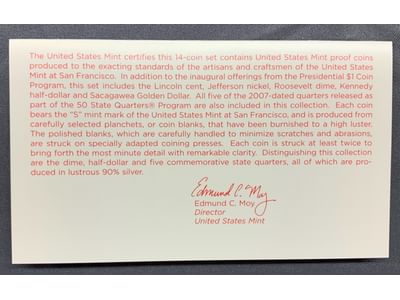 The United States Mint certifies this 14-coin set contains United States Mint proof coins
produced to the exacting standards of the artisans and craftsmen of the United States
Mint at San Francisco. In addition to the inaugural offerings from the Presidential $1 Coin
Program, this set includes the Lincoln cent, Jefferson nickel, Roosevelt dime, Kennedy
half-dollar and Sacagawea Golden Dollar. All five of the 2007-dated quarters released as
part of the 50 State Quarters® Program are also included in this collection. Each coin
bears the "S" mint mark of the United States Mint at San Francisco, and is produced from
carefully selected planchets, or coin blanks, that have been burnished to a high luster.
The polished blanks, which are carefully handled to minimize scratches and abrasions,
are struck on specially adapted coining presses. Each coin is struck at least twice to
bring forth the most minute detail with remarkable clarity. Distinguishing this collection
are the dime, half-dollar and five commemorative state quarters, all of which are pro-
duced in lustrous 90% silver.
Edmund C. Moy
Edmund C. Moy
Director
United States Mint